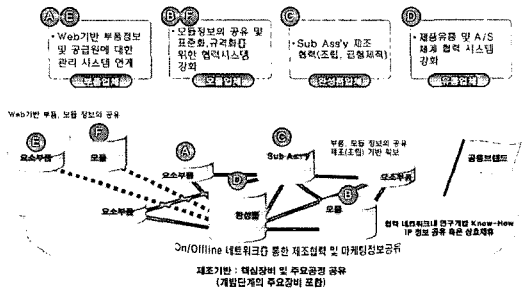 A E
• Web기반 부품정보
및 공급원에 대한
관리 시스템 연계
부품업체
B F
• 모듈정보의 공유 및
표준화,규격화를
위한 협력시스템
강화
모듈업체
C
• Sub Ass'y 제조
협력(조립, 금형제작)
완성품업체
D
• 제품유통 및 A/S
체계 협력 시스템
강화
유통업체
Web기반 부품, 모듈 정보의 공유
E
요소부품
F
모듈
A
요소부품
C
Sub Ass'y
부품, 모듈 정보의 공유
제조(조립) 기반 확보
요소부품
공동브랜드
요소부품
D
완성품
B
모듈
협력 네트워크내 연구개발 Know-How
IP 정보 공유 혹은 상호제휴
On/Offline 네트워크를 통한 제조협력 및 마케팅정보공유
제조기반 : 핵심장비 및 주요공정 공유
(개발단계의 주요장비 포함)